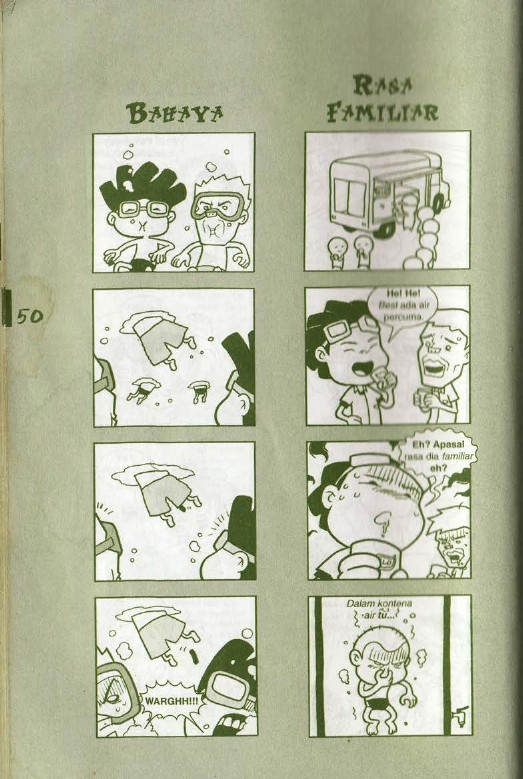 BAHAYA
RASA
FAMILIAR
50
WARGHH!!!
He! He!
Best ada air
percuma.
Eh? Apasal
rasa dia familiar
eh?
Dalam kontena
air tu...